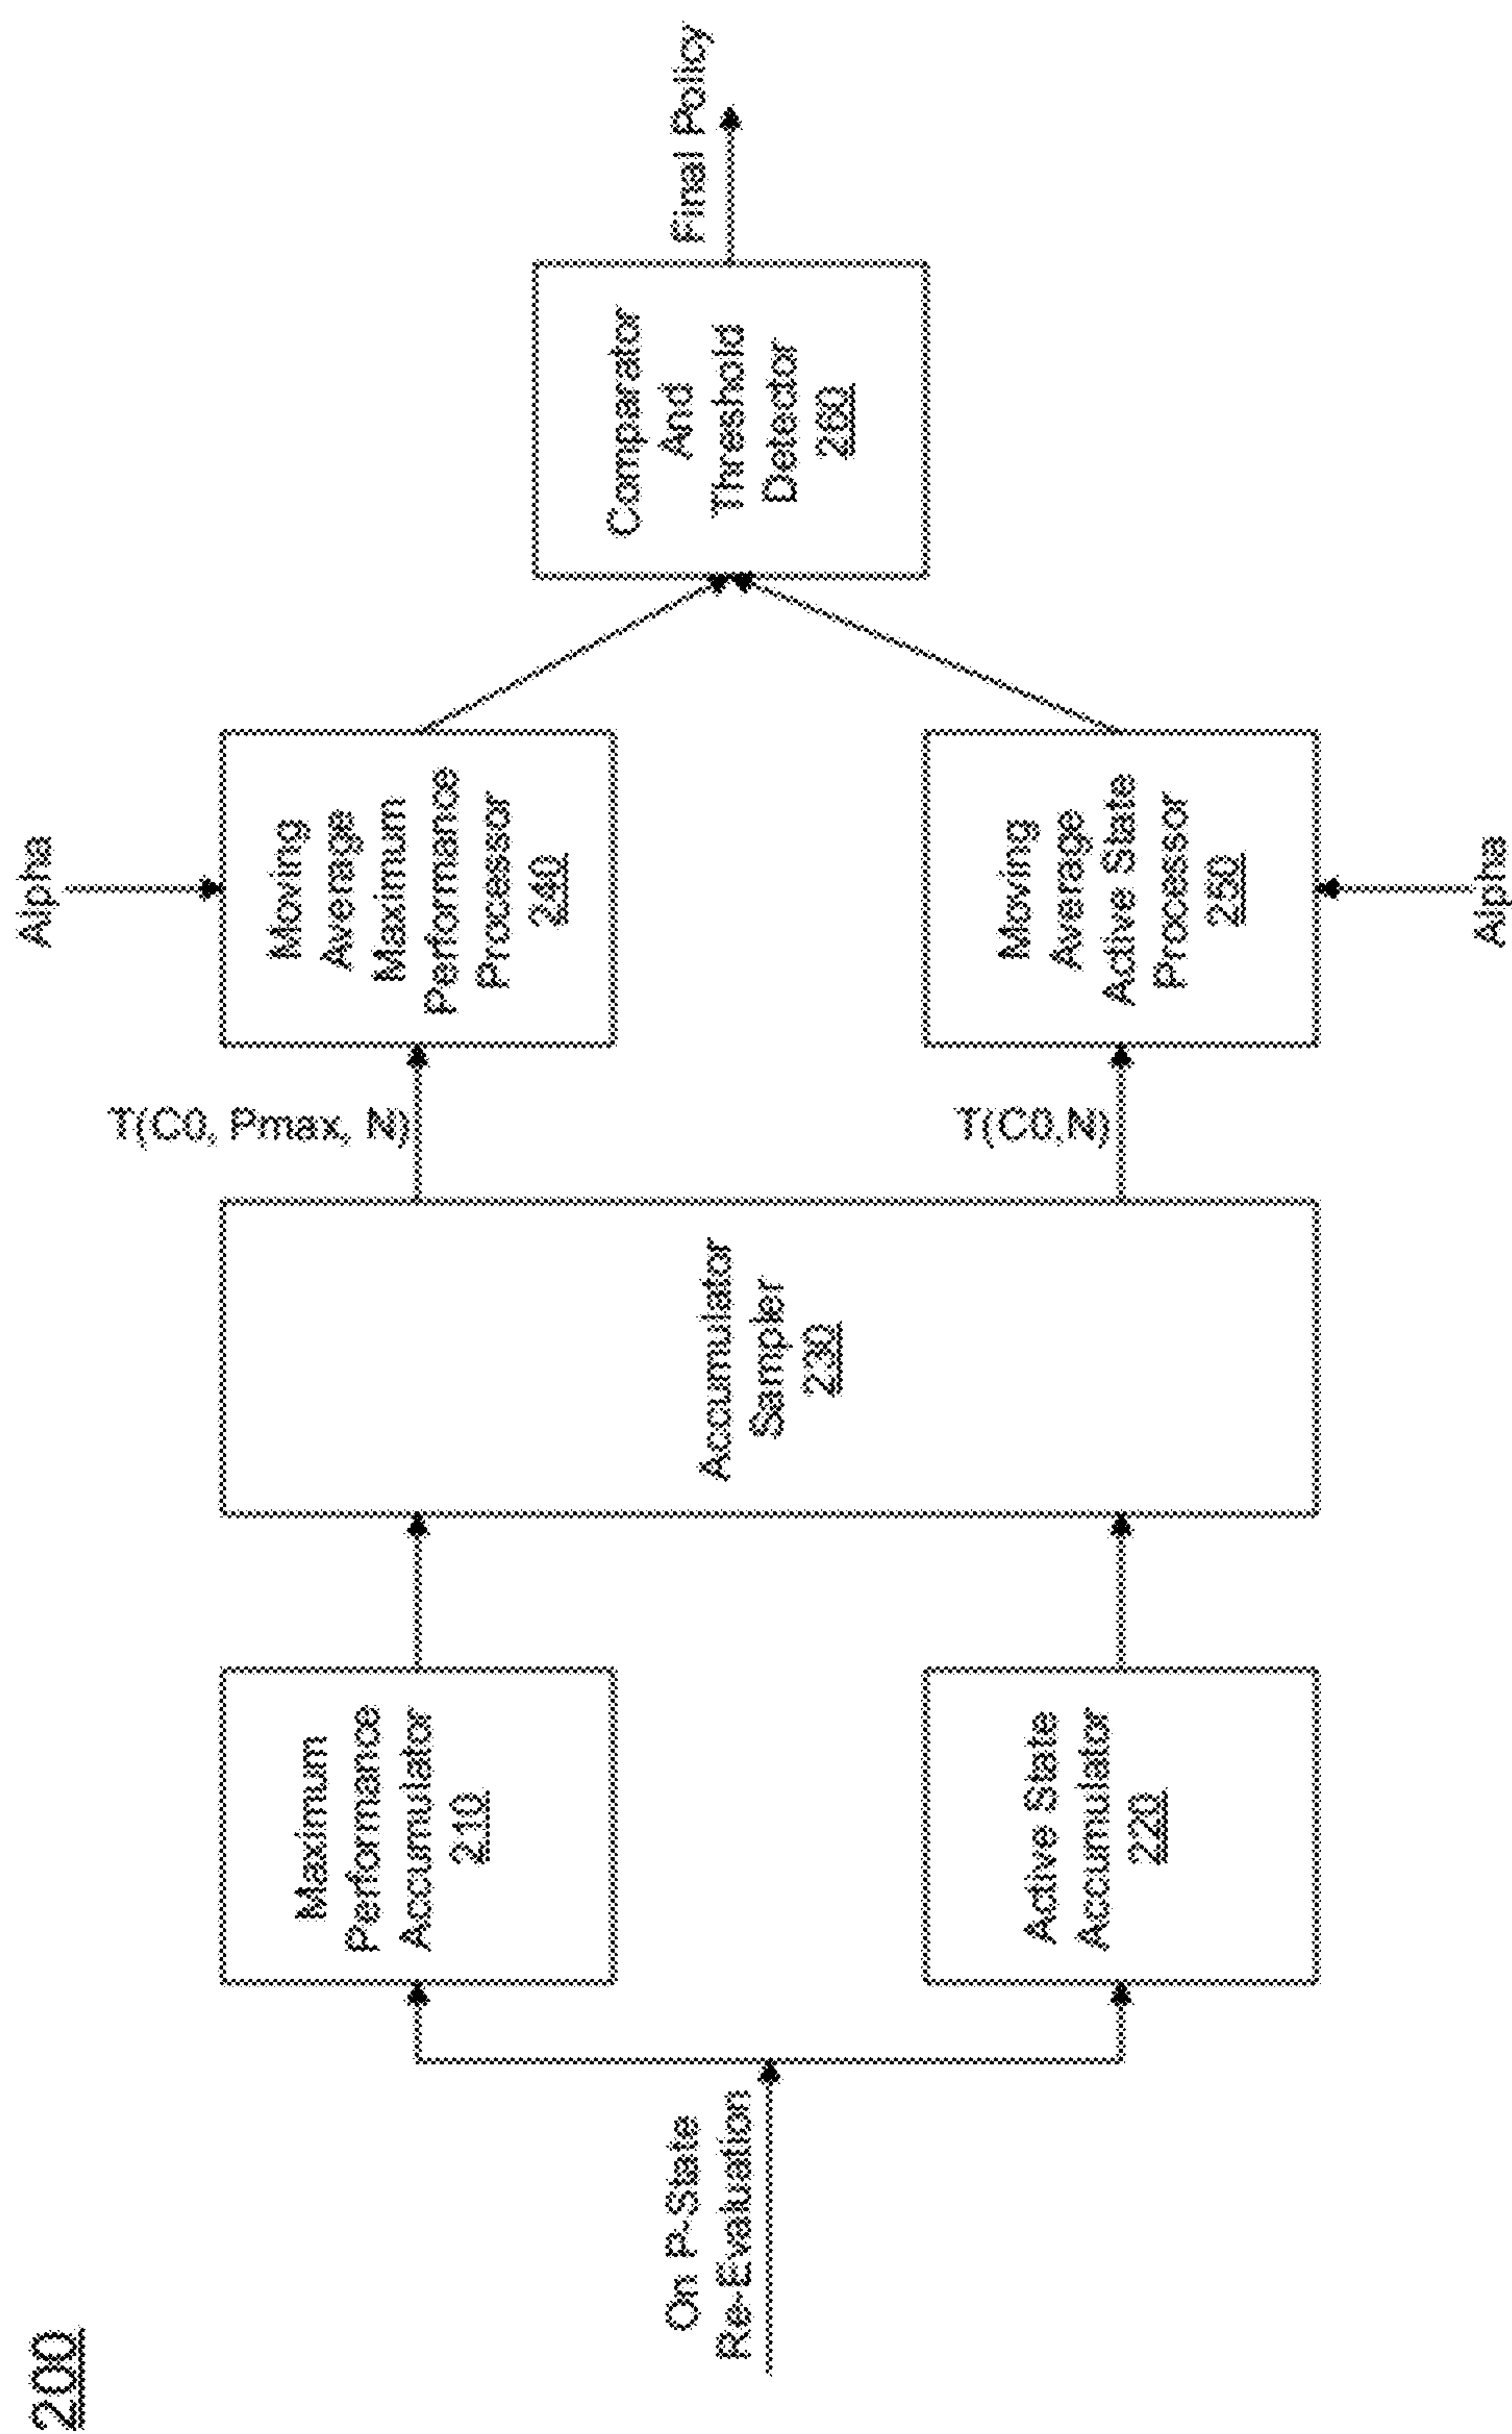 200
On P-State
Re-Evaluation
Maximum
Performance
Accumulator
210
Active State
Accumulator
220
Accumulator
Sampler
230
T(C0, Pmax, N)
T(C0,N)
Alpha
Moving
Average
Maximum
Performance
Processor
240
Moving
Average
Active State
Processor
250
Alpha
Comparator
And
Threshold
Detector
260
Final Policy